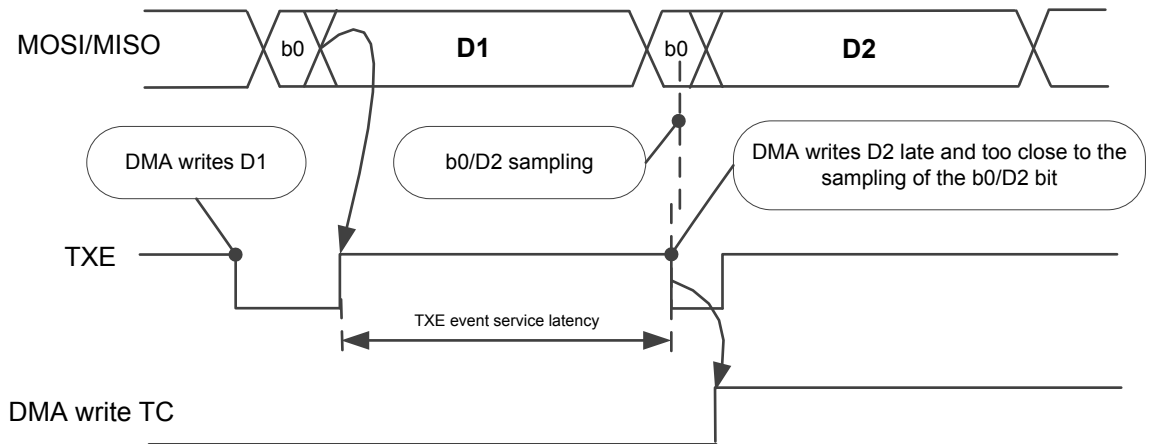 MOSI/MISO
b0
D1
b0
D2
DMA writes D1
b0/D2 sampling
DMA writes D2 late and too close to the
sampling of the b0/D2 bit
TXE
TXE event service latency
DMA write TC